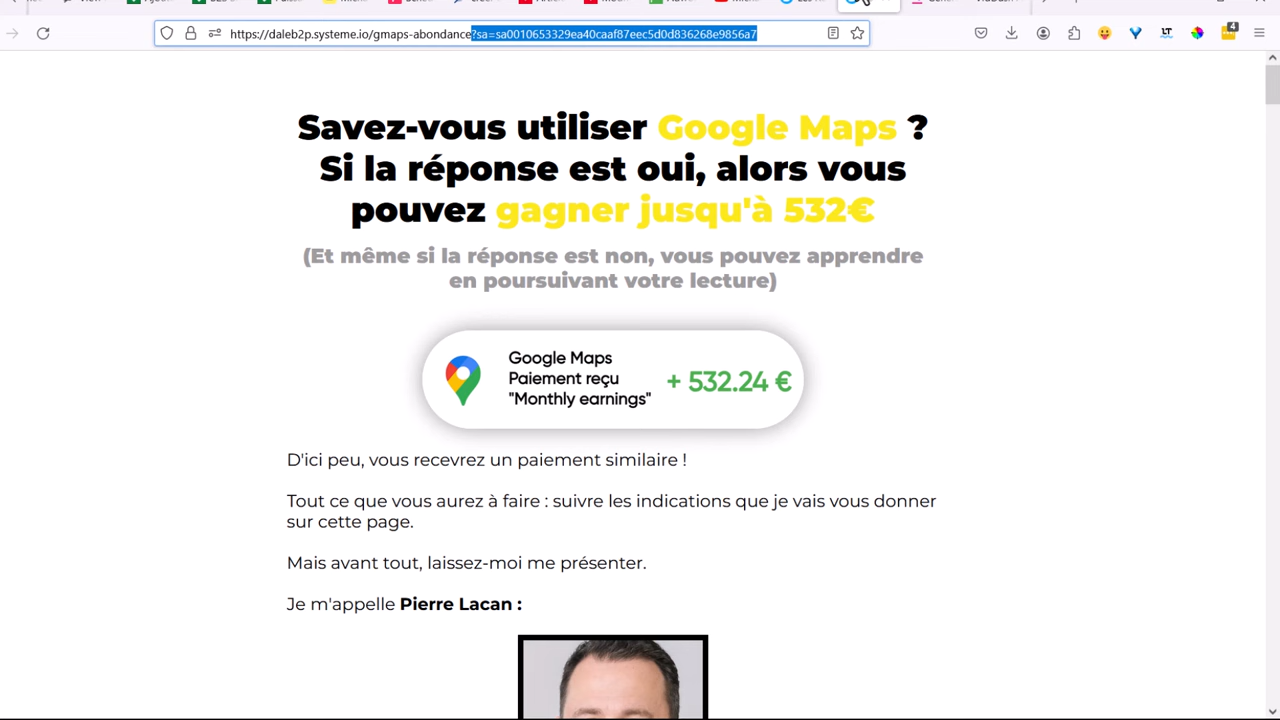 https://daleb2p.systeme.io/gmaps-abondance?sa=sa0010653329ea40caaf87eec5d0d836268e9856a7
4
LT
Savez-vous utiliser Google Maps ?
Si la réponse est oui, alors vous
pouvez gagner jusqu'à 532€
(Et même si la réponse est non, vous pouvez apprendre
en poursuivant votre lecture)
Google Maps
Paiement reçu
"Monthly earnings"
+ 532.24 €
D'ici peu, vous recevrez un paiement similaire !
Tout ce que vous aurez à faire : suivre les indications que je vais vous donner
sur cette page.
Mais avant tout, laissez-moi me présenter.
Je m'appelle Pierre Lacan :